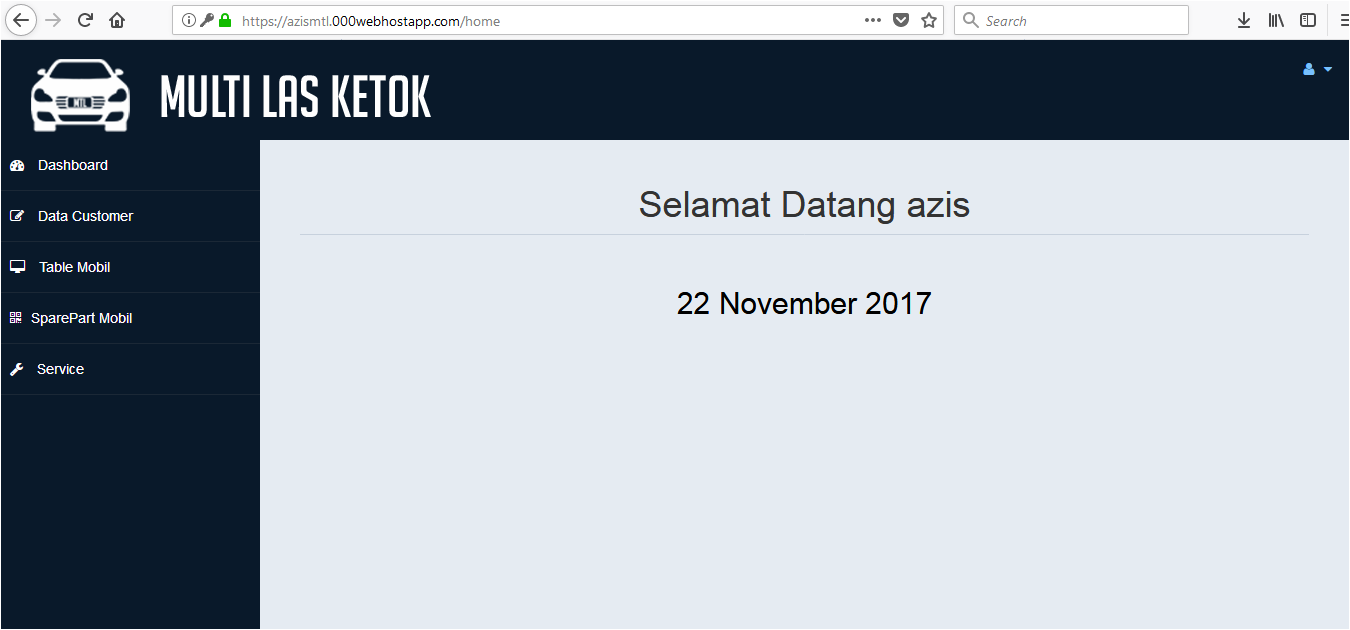 https://azismtl.000webhostapp.com/home
Search
MTL
MULTI LAS KETOK
Dashboard
Data Customer
Table Mobil
SparePart Mobil
Service
Selamat Datang azis
22 November 2017